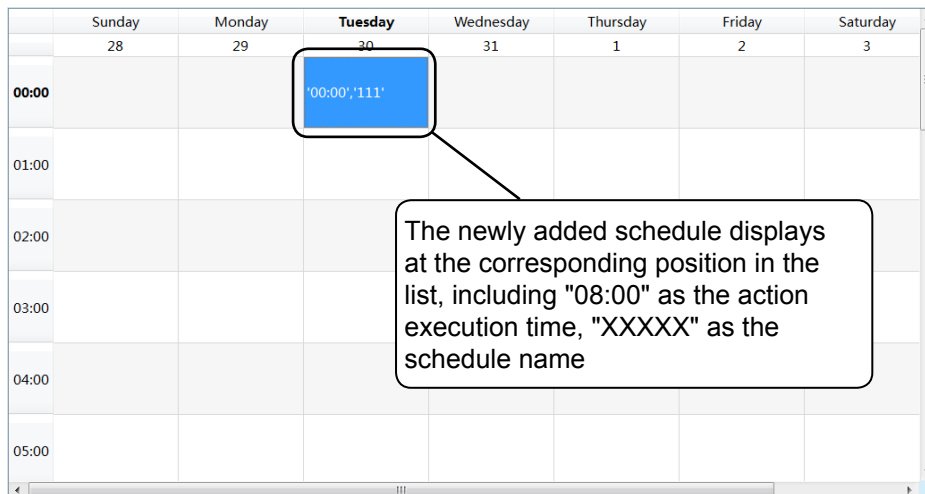 Sunday Monday Tuesday Wednesday Thursday Friday Saturday
28 29 30 31 1 2 3
00:00 '00:00','111'
01:00
02:00
The newly added schedule displays
at the corresponding position in the
list, including "08:00" as the action
execution time, "XXXXX" as the
schedule name
03:00
04:00
05:00